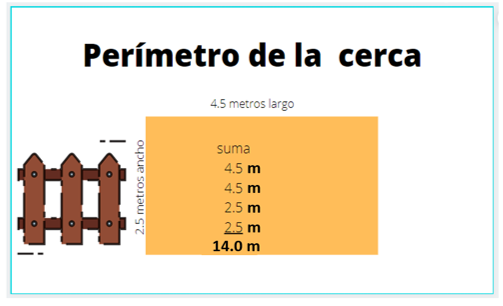 Perímetro de la cerca
4.5 metros largo
2.5 metros ancho
suma
4.5 m
4.5 m
2.5 m
2.5 m
14.0 m